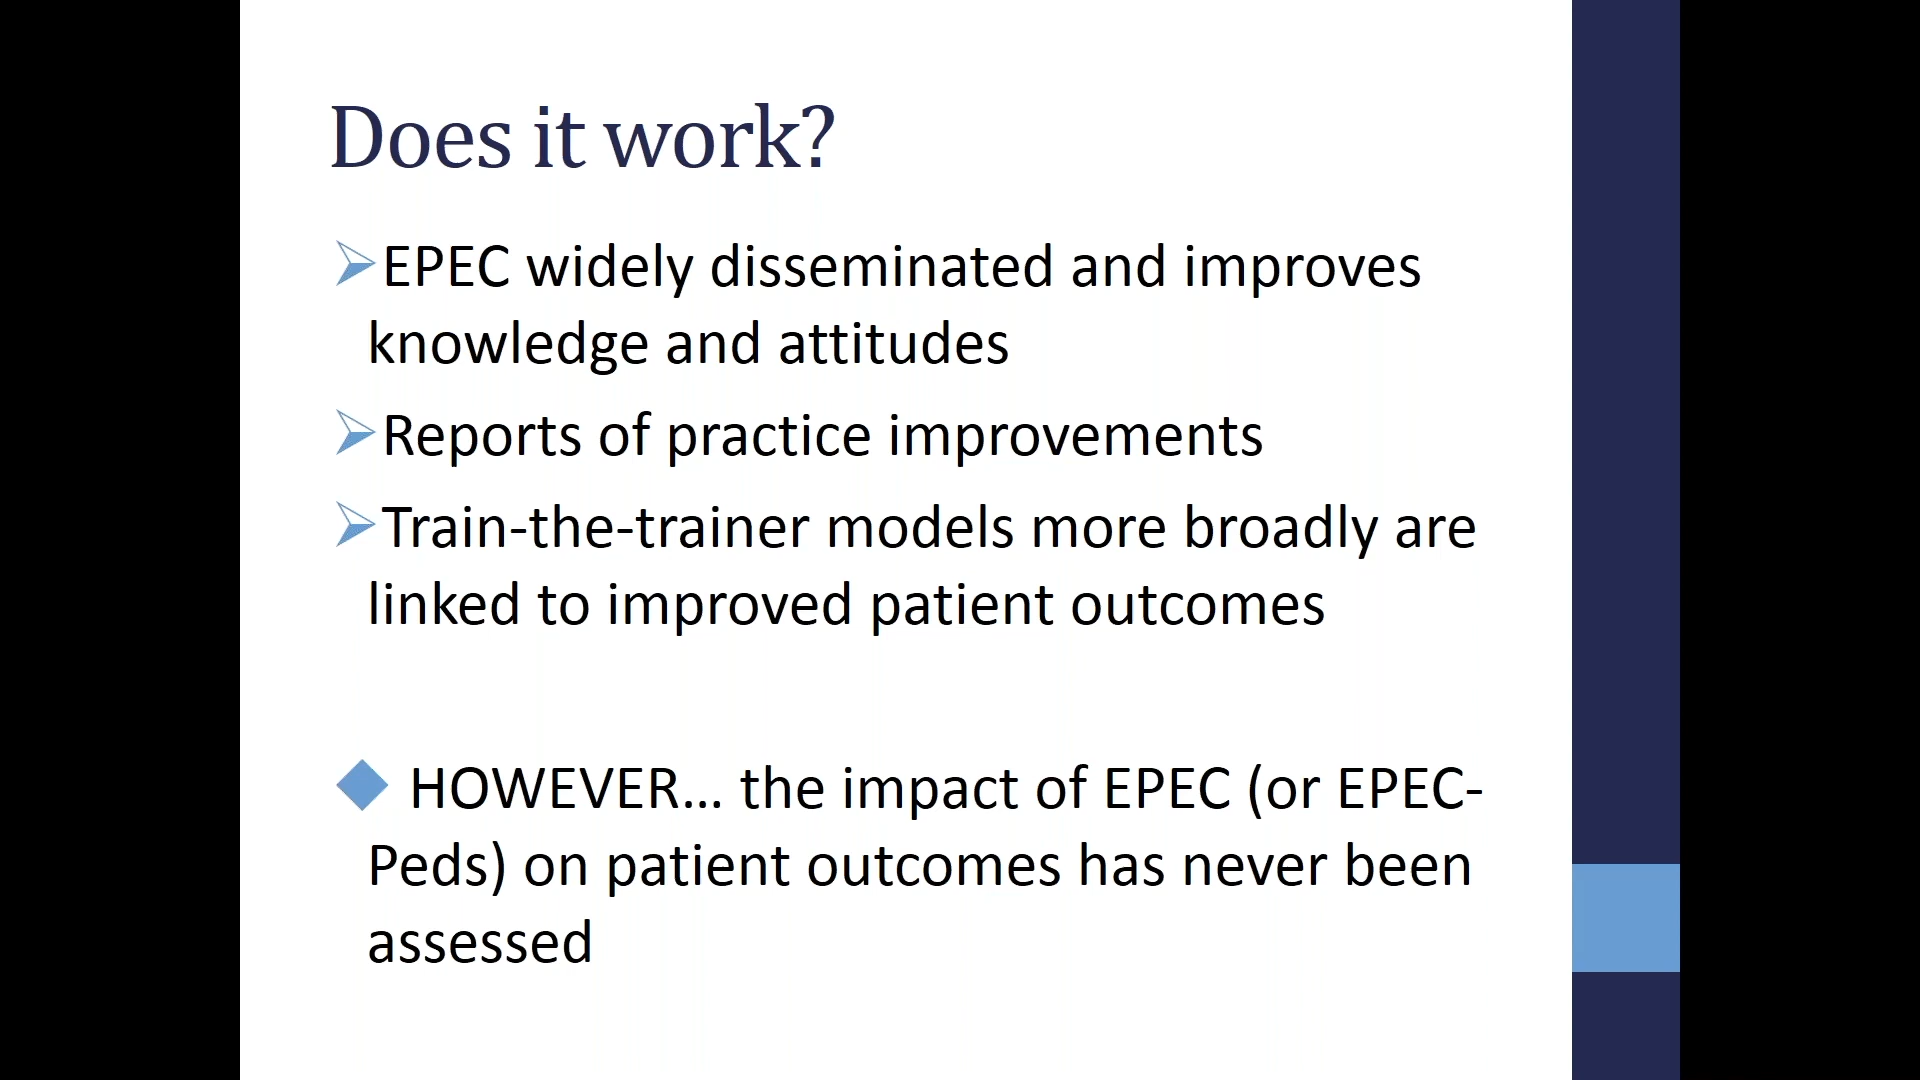 Does it work?
EPEC widely disseminated and improves
knowledge and attitudes
Reports of practice improvements
Train-the-trainer models more broadly are
linked to improved patient outcomes
HOWEVER... the impact of EPEC (or EPEC-
Peds) on patient outcomes has never been
assessed